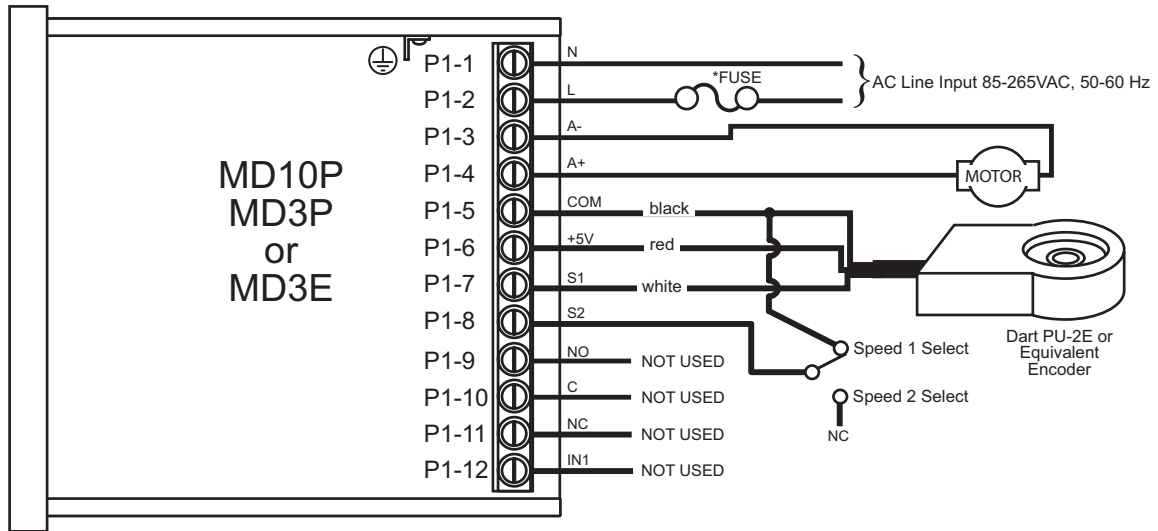 MD10P
MD3P
or
MD3E
P1-1
P1-2
P1-3
P1-4
P1-5
P1-6
P1-7
P1-8
P1-9
P1-10
P1-11
P1-12
N
L
*FUSE
AC Line Input 85-265VAC, 50-60 Hz
A-
A+
MOTOR
COM
black
+5V
red
S1
white
S2
NO
NOT USED
C
NOT USED
NC
NOT USED
IN1
NOT USED
Speed 1 Select
Speed 2 Select
NC
Dart PU-2E or
Equivalent
Encoder